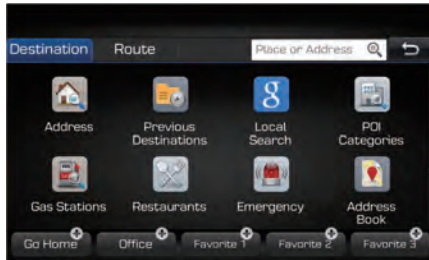 Destination Route Place or Address
Address Previous Destinations Local Search POI Categories
Gas Stations Restaurants Emergency Address Book
Go Home Office Favorite 1 Favorite 2 Favorite 3